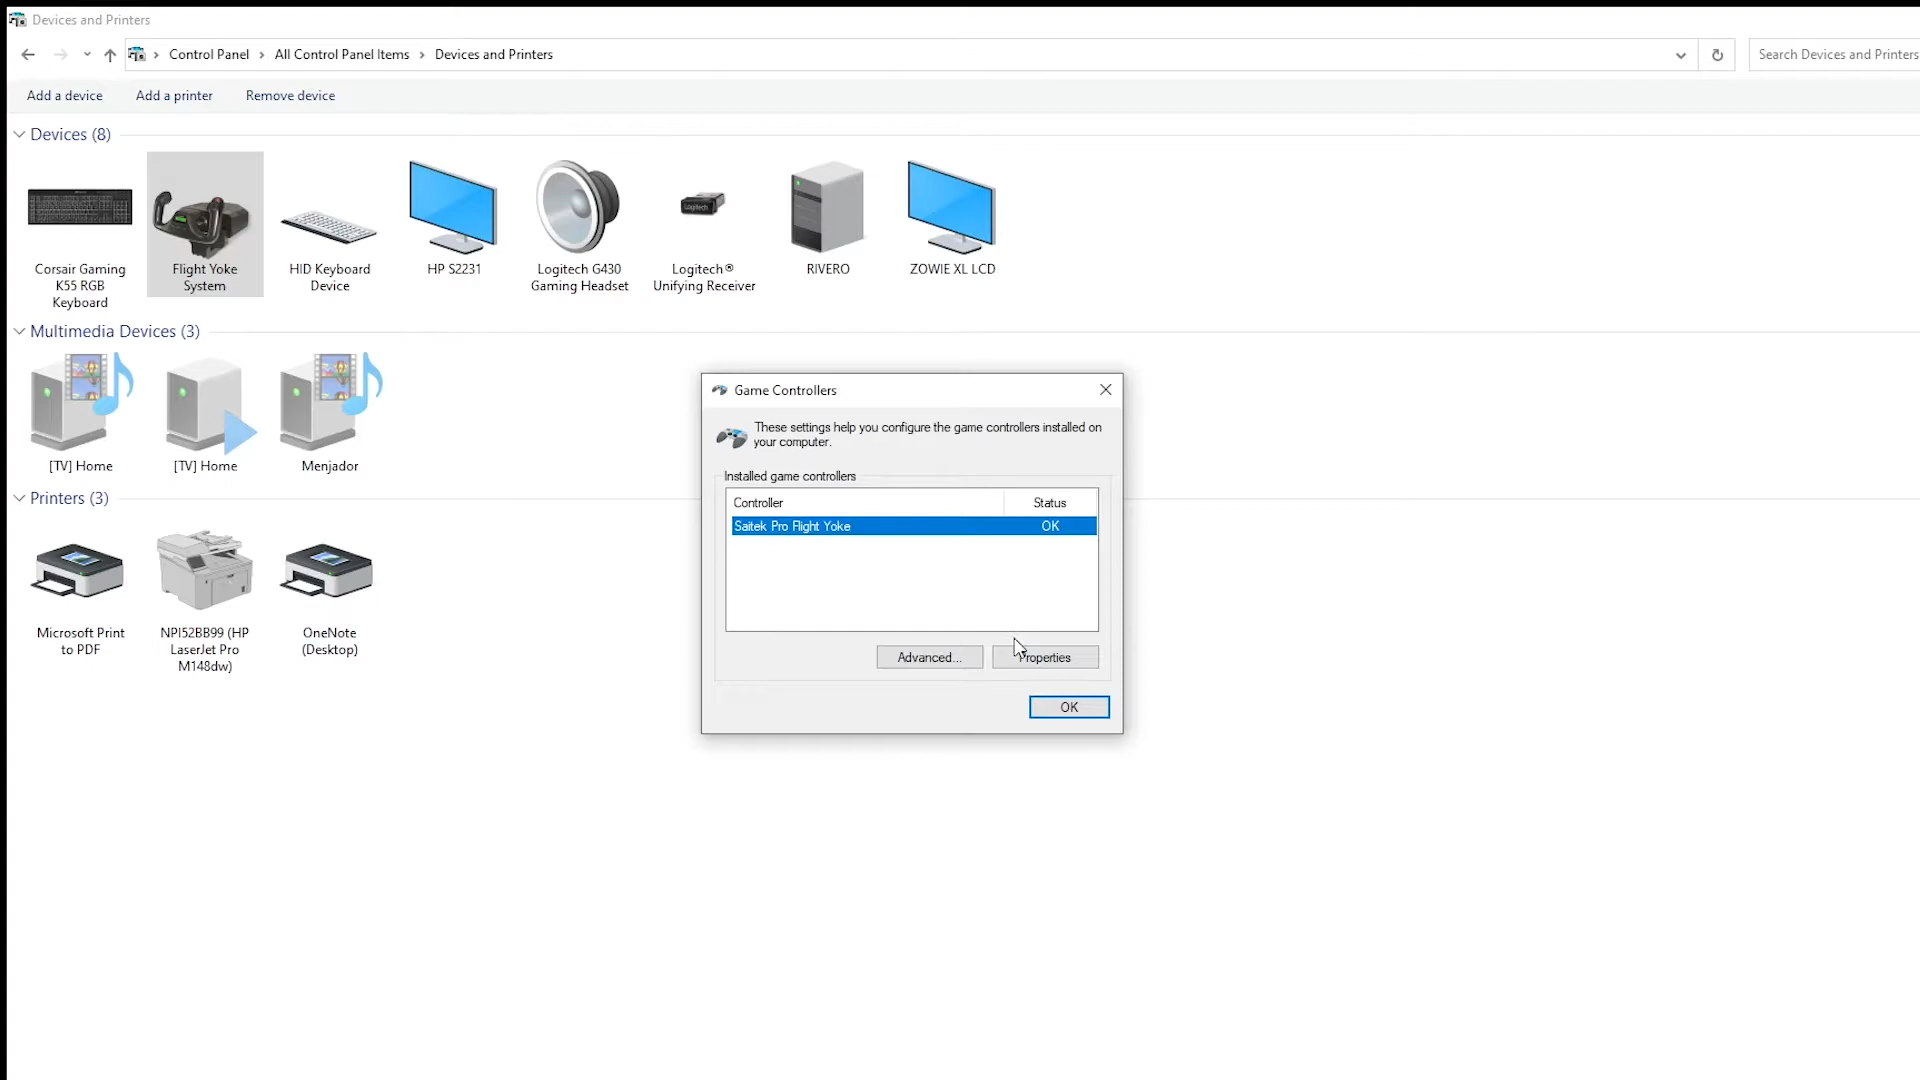 Devices and Printers
Control Panel > All Control Panel Items > Devices and Printers
Search Devices and Printers
Add a device Add a printer Remove device
Devices (8)
Corsair Gaming
K55 RGB
Keyboard
Flight Yoke
System
HID Keyboard
Device
HP S2231
Logitech G430
Gaming Headset
Logitech
Logitech®
Unifying Receiver
RIVERO
ZOWIE XL LCD
Multimedia Devices (3)
[TV] Home
[TV] Home
Menjador
Printers (3)
Microsoft Print
to PDF
NPI52BB99 (HP
LaserJet Pro
M148dw)
OneNote
(Desktop)
Game Controllers
These settings help you configure the game controllers installed on
your computer.
Installed game controllers
Controller Status
Saitek Pro Flight Yoke OK
Advanced... Properties
OK